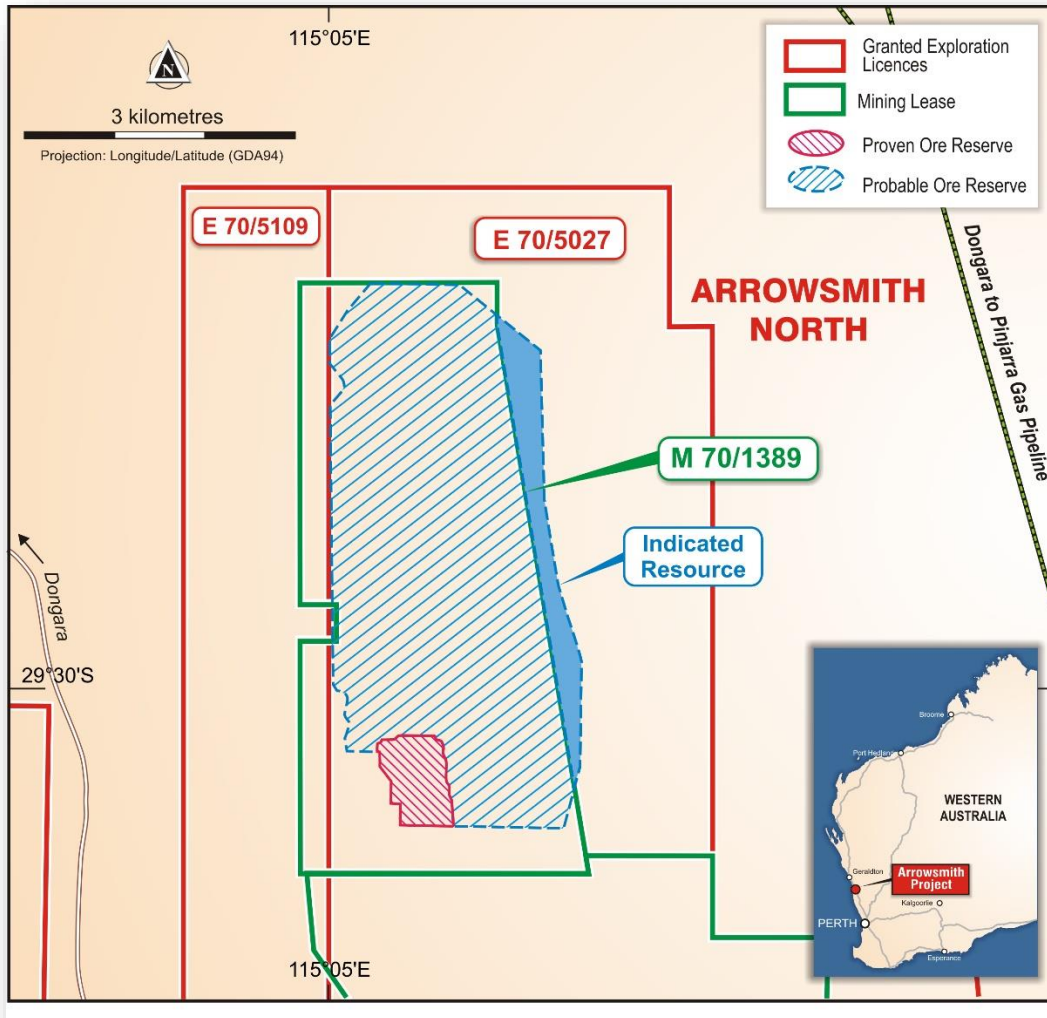 115°05'E
N
3 kilometres
Projection: Longitude/Latitude (GDA94)
Granted Exploration
Licences
Mining Lease
Proven Ore Reserve
Probable Ore Reserve
E 70/5109
E 70/5027
ARROWSMITH
NORTH
Dongara to Pinjarra Gas Pipeline
M 70/1389
Indicated
Resource
Dongara
29°30'S
115°05'E
Broome
Port Hedland
WESTERN
AUSTRALIA
Geraldton
Arrowsmith
Project
Kalgoorlie
PERTH
Esperance